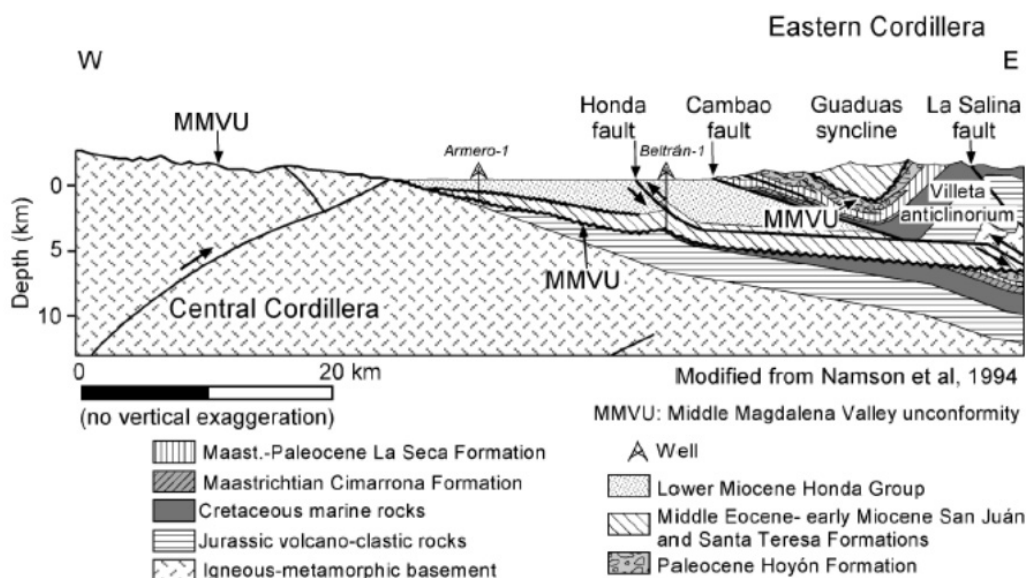 Eastern Cordillera
W
E
MMVU
Honda fault
Cambao fault
Guaduas syncline
La Salina fault
Armero-1
Beltrán-1
0
5
10
Depth (km)
MMVU
Villeta anticlinorium
MMVU
Central Cordillera
0
20 km
(no vertical exaggeration)
Modified from Namson et al, 1994
MMVU: Middle Magdalena Valley unconformity
Maast.-Paleocene La Seca Formation
Maastrichtian Cimarrona Formation
Cretaceous marine rocks
Jurassic volcano-clastic rocks
Igneous-metamorphic basement
Well
Lower Miocene Honda Group
Middle Eocene- early Miocene San Juán
and Santa Teresa Formations
Paleocene Hoyón Formation